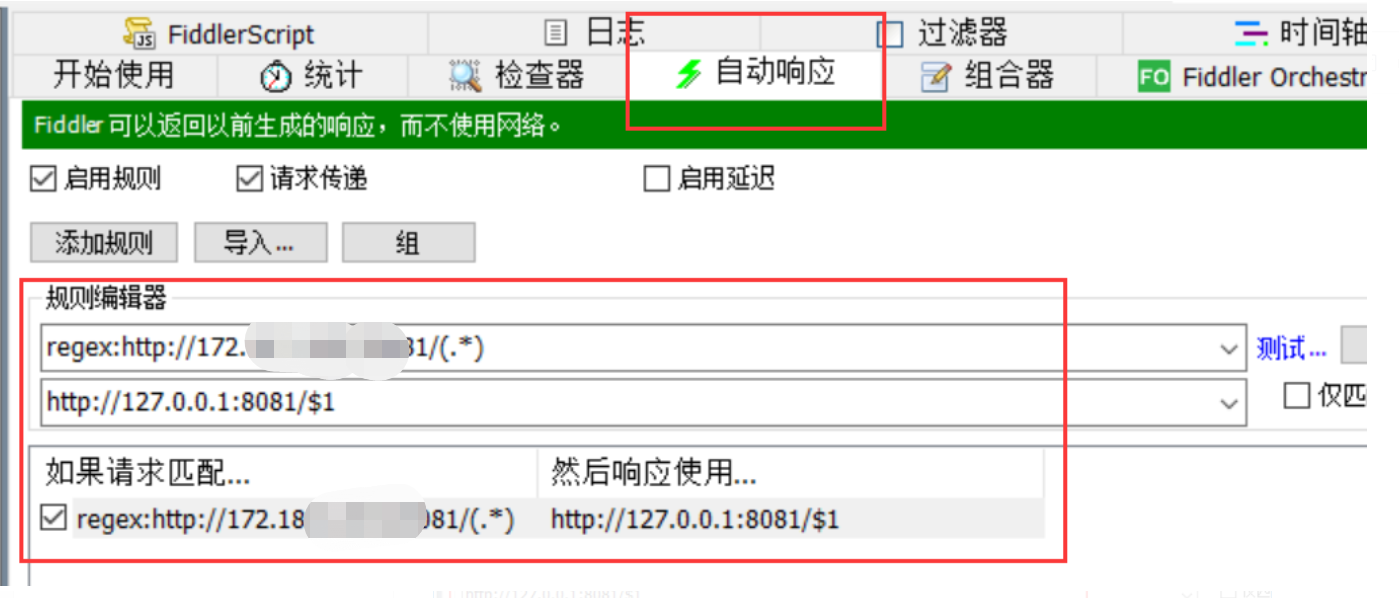 FiddlerScript 日志 过滤器 时间轴
开始使用 统计 检查器 自动响应 组合器 FO Fiddler Orchestr
Fiddler 可以返回以前生成的响应，而不使用网络。
启用规则 请求传递 启用延迟
添加规则 导入... 组
规则编辑器
regex:http://172. 81/(.*) 测试...
http://127.0.0.1:8081/$1 仅匹
如果请求匹配... 然后响应使用...
regex:http://172.18 081/(.*) http://127.0.0.1:8081/$1